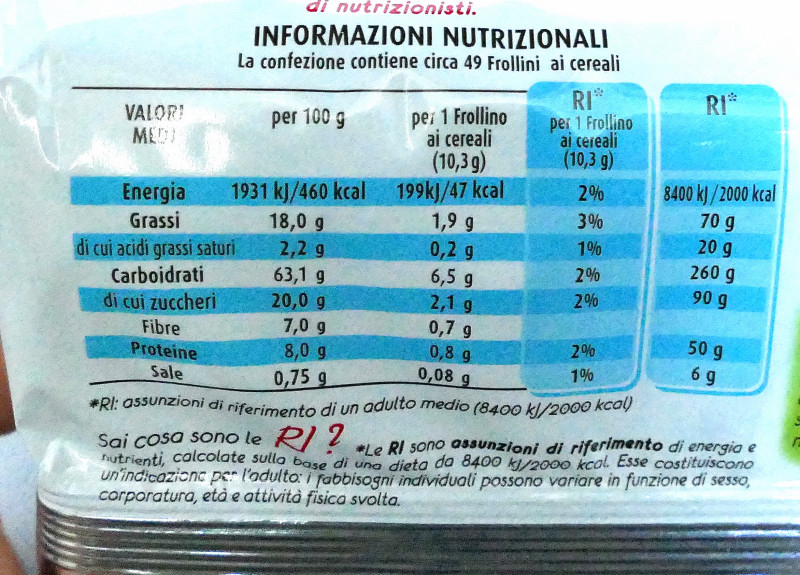 di nutrizionisti.
INFORMAZIONI NUTRIZIONALI
La confezione contiene circa 49 Frollini ai cereali
VALORI MEDI per 100 g per 1 Frollino ai cereali (10,3 g) RI* per 1 Frollino ai cereali (10,3 g) RI*
Energia 1931 kJ/460 kcal 199kJ/47 kcal 2% 8400 kJ/2000 kcal
Grassi 18,0 g 1,9 g 3% 70 g
di cui acidi grassi saturi 2,2 g 0,2 g 1% 20 g
Carboidrati 63,1 g 6,5 g 2% 260 g
di cui zuccheri 20,0 g 2,1 g 2% 90 g
Fibre 7,0 g 0,7 g
Proteine 8,0 g 0,8 g 2% 50 g
Sale 0,75 g 0,08 g 1% 6 g
*RI: assunzioni di riferimento di un adulto medio (8400 kJ/2000 kcal)
Sai cosa sono le RI? *Le RI sono assunzioni di riferimento di energia e
nutrienti, calcolate sulla base di una dieta da 8400 kJ/2000 kcal. Esse costituiscono
un'indicazione per l'adulto: i fabbisogni individuali possono variare in funzione di sesso,
corporatura, età e attività fisica svolta.